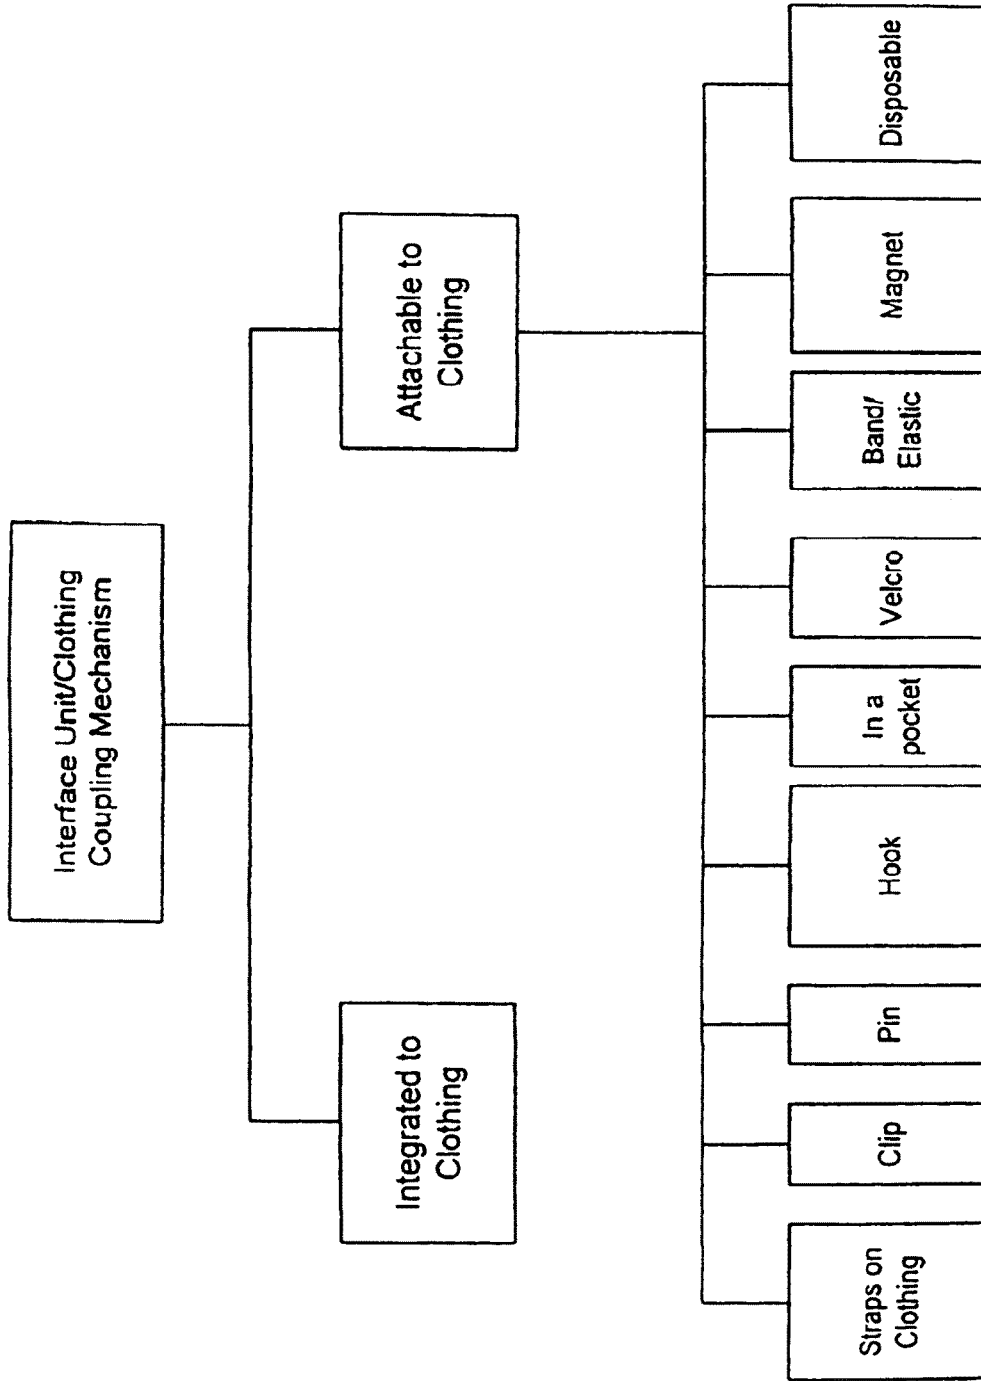 Interface Unit/Clothing
Coupling Mechanism
Integrated to
Clothing
Attachable to
Clothing
Straps on
Clothing
Clip
Pin
Hook
In a
pocket
Velcro
Band/
Elastic
Magnet
Disposable